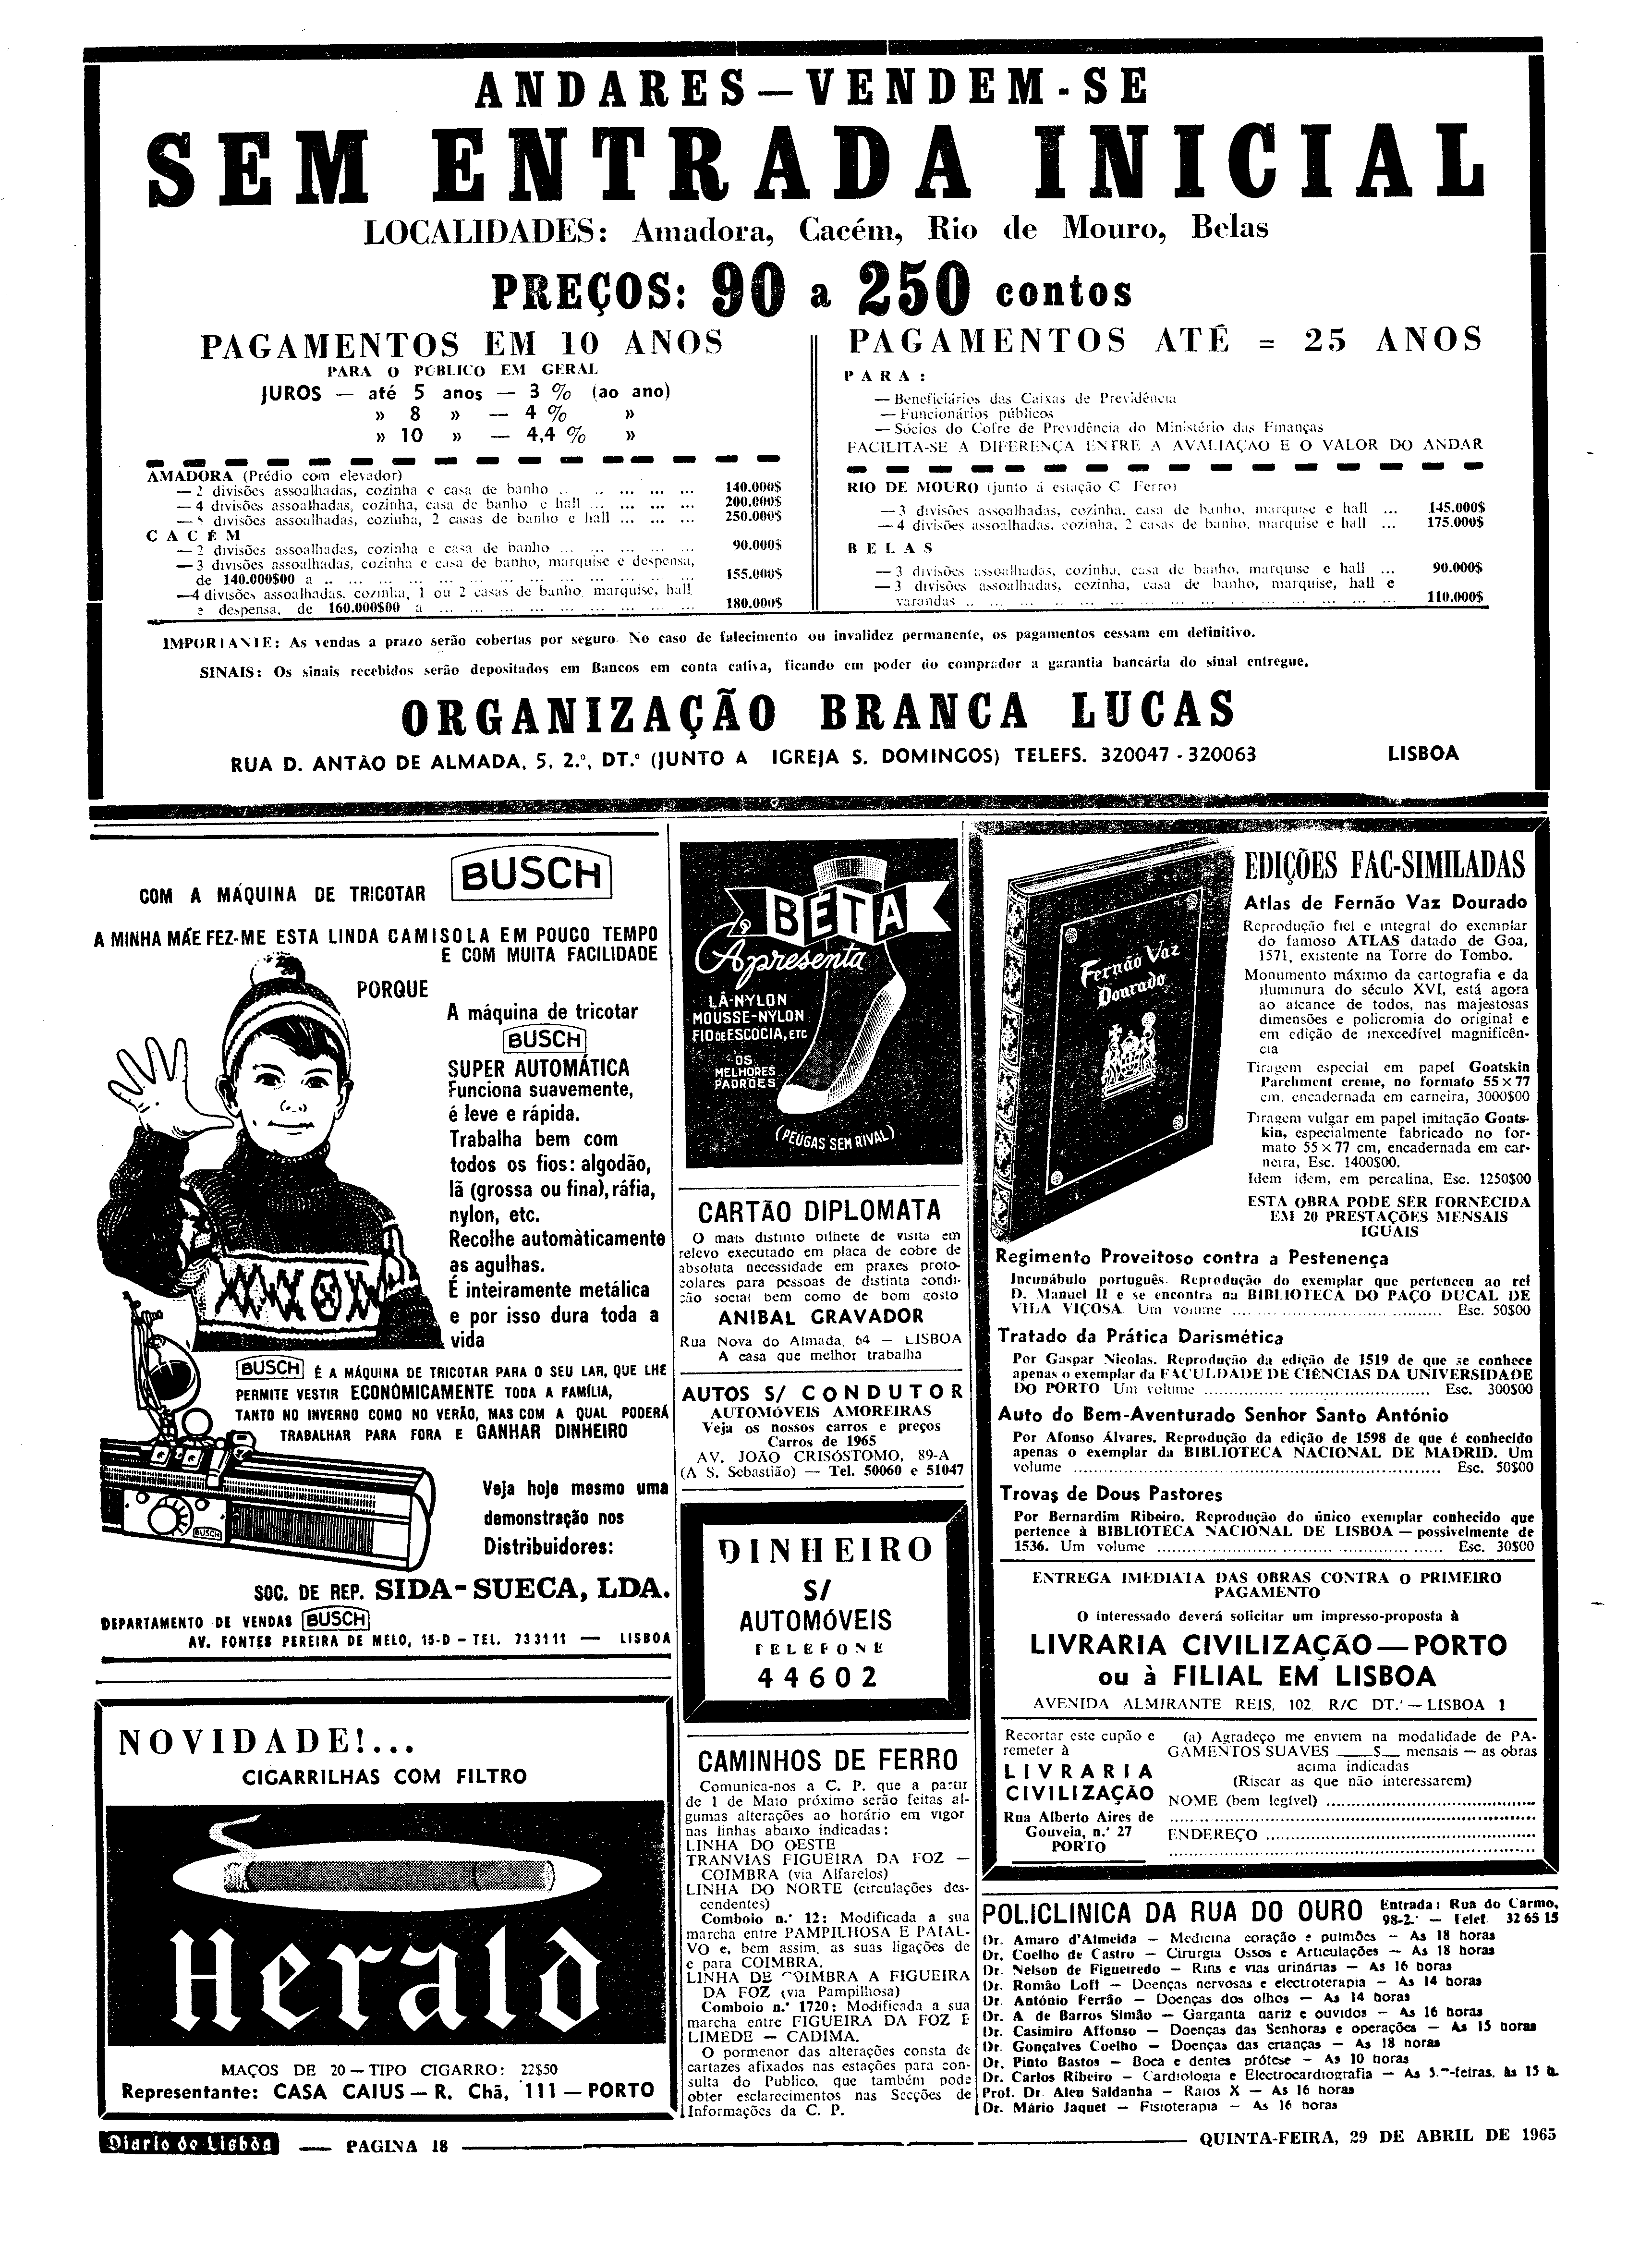 ANDARES — VENDEM-SE
SEM ENTRADA INICIAL
LOCALIDADES: Amadora, Cacém, Rio de Mouro, Belas
PREÇOS: 90 a 250 contos
PAGAMENTOS EM 10 ANOS
PARA O PÚBLICO EM GERAL
JUROS — até 5 anos — 3 % (ao ano)
» 8 » — 4 % »
» 10 » — 4,4 % »
AMADORA (Prédio com elevador)
— 2 divisões assoalhadas, cozinha e casa de banho .. .. ... ... ... 140.000$
— 4 divisões assoalhadas, cozinha, casa de banho e hall .. ... ... ... 200.000$
— 5 divisões assoalhadas, cozinha, 2 casas de banho e hall ... ... ... 250.000$
CACÉM
— 2 divisões assoalhadas, cozinha e casa de banho ... ... ... ... ... 90.000$
— 3 divisões assoalhadas, cozinha e casa de banho, marquise e despensa,
de 140.000$00 a .. ... ... ... ... ... ... ... ... ... 155.000$
—4 divisões assoalhadas, cozinha, 1 ou 2 casas de banho, marquise, hall
e despensa, de 160.000$00 a ... ... ... ... ... ... ... 180.000$
PAGAMENTOS ATÉ = 25 ANOS
PARA:
— Beneficiários das Caixas de Previdência
— Funcionários públicos
— Sócios do Cofre de Previdência do Ministério das Finanças
FACILITA-SE A DIFERENÇA ENTRE A AVALIAÇAO E O VALOR DO ANDAR
RIO DE MOURO (junto á estação C. Ferro)
— 3 divisões assoalhadas, cozinha, casa de banho, marquise e hall ... 145.000$
— 4 divisões assoalhadas, cozinha, 2 casas de banho, marquise e hall ... 175.000$
BELAS
— 3 divisões assoalhadas, cozinha, casa de banho, marquise e hall ... 90.000$
— 3 divisões assoalhadas, cozinha, casa de banho, marquise, hall e
varandas .. ... ... ... ... ... ... ... ... ... 110.000$
IMPORTANTE: As vendas a prazo serão cobertas por seguro. No caso de falecimento ou invalidez permanente, os pagamentos cessam em definitivo.
SINAIS: Os sinais recebidos serão depositados em Bancos em conta cativa, ficando em poder do comprador a garantia bancária do sinal entregue.
ORGANIZAÇÃO BRANCA LUCAS
RUA D. ANTÃO DE ALMADA, 5, 2.º, DT.º (JUNTO A IGREJA S. DOMINGOS) TELEFS. 320047 - 320063 LISBOA
COM A MÁQUINA DE TRICOTAR BUSCH
A MINHA MÃE FEZ-ME ESTA LINDA CAMISOLA EM POUCO TEMPO
E COM MUITA FACILIDADE
PORQUE
A máquina de tricotar
BUSCH
SUPER AUTOMÁTICA
Funciona suavemente,
é leve e rápida.
Trabalha bem com
todos os fios: algodão,
lã (grossa ou fina), ráfia,
nylon, etc.
Recolhe automàticamente
as agulhas.
É inteiramente metálica
e por isso dura toda a
vida
BUSCH É A MÁQUINA DE TRICOTAR PARA O SEU LAR, QUE LHE
PERMITE VESTIR ECONÒMICAMENTE TODA A FAMÍLIA,
TANTO NO INVERNO COMO NO VERÃO, MAS COM A QUAL PODERÁ
TRABALHAR PARA FORA E GANHAR DINHEIRO
BUSCH
Veja hoje mesmo uma
demonstração nos
Distribuidores:
SOC. DE REP. SIDA-SUECA, LDA.
DEPARTAMENTO DE VENDAS BUSCH
AV. FONTES PEREIRA DE MELO, 15-D – TEL. 733111 — LISBOA
NOVIDADE!...
CIGARRILHAS COM FILTRO
Herald
MAÇOS DE 20 — TIPO CIGARRO: 22$50
Representante: CASA CAIUS — R. Chã, 111 — PORTO
BETA
Apresenta
LÃ-NYLON
MOUSSE-NYLON
FIO DE ESCOCIA, ETC
OS
MELHORES
PADRÕES
(PEÚGAS SEM RIVAL)
CARTÃO DIPLOMATA
O mais distinto bilhete de visita em
relevo executado em placa de cobre de
absoluta necessidade em praxes proto-
colares para pessoas de distinta condi-
ção social bem como de bom gosto
ANIBAL GRAVADOR
Rua Nova do Almada, 64 — LISBOA
A casa que melhor trabalha
AUTOS S/ CONDUTOR
AUTOMÓVEIS AMOREIRAS
Veja os nossos carros e preços
Carros de 1965
AV. JOÃO CRISÓSTOMO, 89-A
(A S. Sebastião) — Tel. 50060 e 51047
DINHEIRO
S/
AUTOMÓVEIS
TELEFONE
44602
CAMINHOS DE FERRO
Comunica-nos a C. P. que a partir
de 1 de Maio próximo serão feitas al-
gumas alterações ao horário em vigor
nas linhas abaixo indicadas:
LINHA DO OESTE
TRANVIAS FIGUEIRA DA FOZ —
COIMBRA (via Alfarelos)
LINHA DO NORTE (circulações des-
cendentes)
Comboio n.º 12: Modificada a sua
marcha entre PAMPILHOSA E PAIAL-
VO e, bem assim, as suas ligações de
e para COIMBRA.
LINHA DE COIMBRA A FIGUEIRA
DA FOZ (via Pampilhosa)
Comboio n.º 1720: Modificada a sua
marcha entre FIGUEIRA DA FOZ E
LIMEDE — CADIMA.
O pormenor das alterações consta de
cartazes afixados nas estações para con-
sulta do Publico, que também pode
obter esclarecimentos nas Secções de
Informações da C. P.
Fernão Vaz
Dourado
EDIÇÕES FAC-SIMILADAS
Atlas de Fernão Vaz Dourado
Reprodução fiel e integral do exemplar
do famoso ATLAS datado de Goa,
1571, existente na Torre do Tombo.
Monumento máximo da cartografia e da
iluminura do século XVI, está agora
ao alcance de todos, nas majestosas
dimensões e policromia do original e
em edição de inexcedível magnificên-
cia
Tiragem especial em papel Goatskin
Parchment creme, no formato 55 × 77
cm, encadernada em carneira, 3000$00
Tiragem vulgar em papel imitação Goats-
kin, especialmente fabricado no for-
mato 55 × 77 cm, encadernada em car-
neira, Esc. 1400$00.
Idem idem, em percalina, Esc. 1250$00
ESTA OBRA PODE SER FORNECIDA
EM 20 PRESTAÇÕES MENSAIS
IGUAIS
Regimento Proveitoso contra a Pestenença
Incunábulo português. Reprodução do exemplar que pertenceu ao rei
D. Manuel II e se encontra na BIBLIOTECA DO PAÇO DUCAL DE
VILA VIÇOSA. Um volume .......... Esc. 50$00
Tratado da Prática Darismética
Por Gaspar Nicolas. Reprodução da edição de 1519 de que se conhece
apenas o exemplar da FACULDADE DE CIÊNCIAS DA UNIVERSIDADE
DO PORTO Um volume .......... Esc. 300$00
Auto do Bem-Aventurado Senhor Santo António
Por Afonso Álvares. Reprodução da edição de 1598 de que é conhecido
apenas o exemplar da BIBLIOTECA NACIONAL DE MADRID. Um
volume .......... Esc. 50$00
Trovas de Dous Pastores
Por Bernardim Ribeiro. Reprodução do único exemplar conhecido que
pertence à BIBLIOTECA NACIONAL DE LISBOA — possivelmente de
1536. Um volume .......... Esc. 30$00
ENTREGA IMEDIATA DAS OBRAS CONTRA O PRIMEIRO
PAGAMENTO
O interessado deverá solicitar um impresso-proposta à
LIVRARIA CIVILIZAÇÃO — PORTO
ou à FILIAL EM LISBOA
AVENIDA ALMIRANTE REIS, 102 R/C DT.º — LISBOA 1
Recortar este cupão e
remeter à
LIVRARIA
CIVILIZAÇÃO
Rua Alberto Aires de
Gouveia, n.º 27
PORTO
(a) Agradeço me enviem na modalidade de PA-
GAMENTOS SUAVES ____$__ mensais — as obras
acima indicadas
(Riscar as que não interessarem)
NOME (bem legível) ..........
ENDEREÇO ..........
POLICLINICA DA RUA DO OURO Entrada: Rua do Carmo,
98-2.º — Telef. 32 65 15
Dr. Amaro d'Almeida — Medicina coração e pulmões — As 18 horas
Dr. Coelho de Castro — Cirurgia Ossos e Articulações — As 18 horas
Dr. Nelson de Figueiredo — Rins e vias urinárias — As 16 horas
Dr. Romão Loff — Doenças nervosas e electroterapia — As 14 horas
Dr. António Ferrão — Doenças dos olhos — As 14 horas
Dr. A de Barros Simão — Garganta nariz e ouvidos — As 16 horas
Dr. Casimiro Affonso — Doenças das Senhoras e operações — As 15 horas
Dr. Gonçalves Coelho — Doenças das crianças — As 18 horas
Dr. Pinto Bastos — Boca e dentes prótese — As 10 horas
Dr. Carlos Ribeiro — Cardiologia e Electrocardiografia — As 5.ªˢ-feiras, às 15 h.
Prof. Dr. Aleu Saldanha — Raios X — As 16 horas
Dr. Mário Jaquet — Fisioterapia — As 16 horas
Diario de Lisbôa — PAGINA 18 — QUINTA-FEIRA, 29 DE ABRIL DE 1965